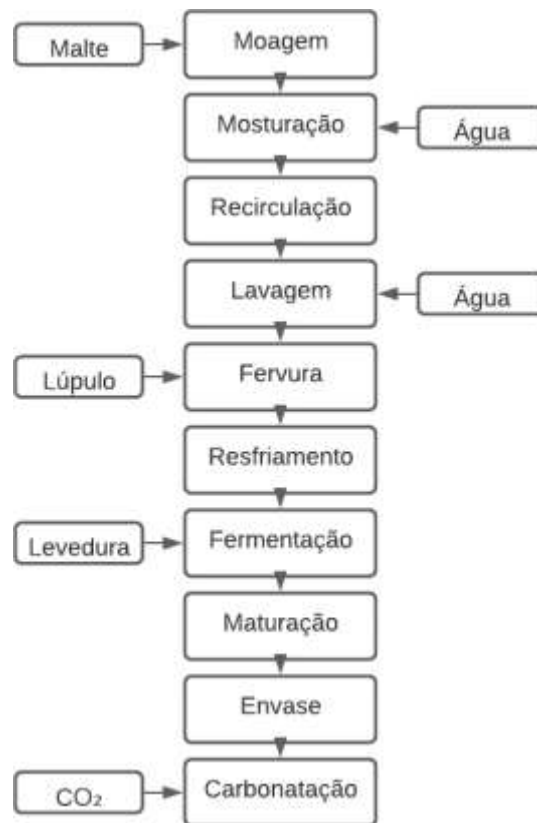 Malte
Moagem
Mosturação
Água
Recirculação
Lavagem
Água
Lúpulo
Fervura
Resfriamento
Levedura
Fermentação
Maturação
Envase
CO₂
Carbonatação